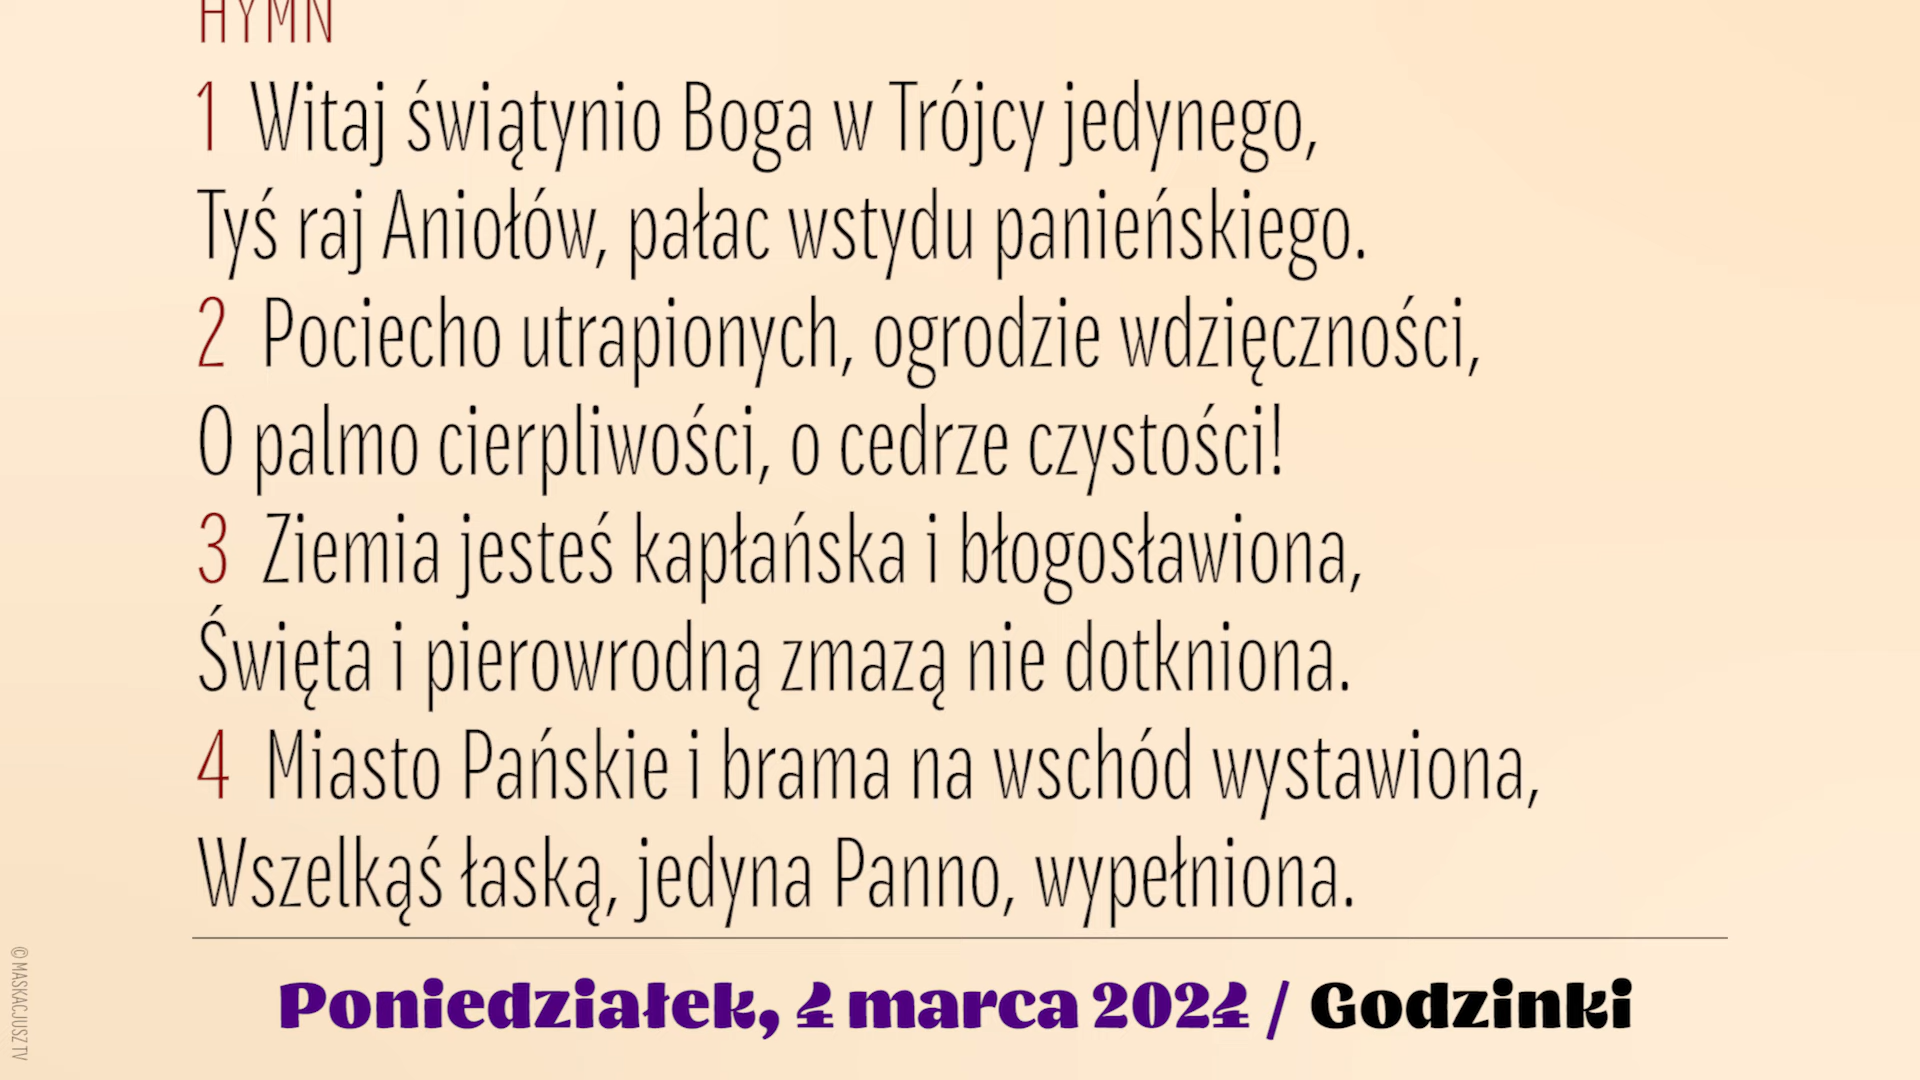 HYMN
1 Witaj świątynio Boga w Trójcy jedynego,
Tyś raj Aniołów, pałac wstydu panieńskiego.
2 Pociecho utrapionych, ogrodzie wdzięczności,
O palmo cierpliwości, o cedrze czystości!
3 Ziemia jesteś kapłańska i błogosławiona,
Święta i pierowrodną zmazą nie dotkniona.
4 Miasto Pańskie i brama na wschód wystawiona,
Wszelkąś łaską, jedyna Panno, wypełniona.
Poniedziałek, 4 marca 2024 / Godzinki
© MASKACJUSZ TV